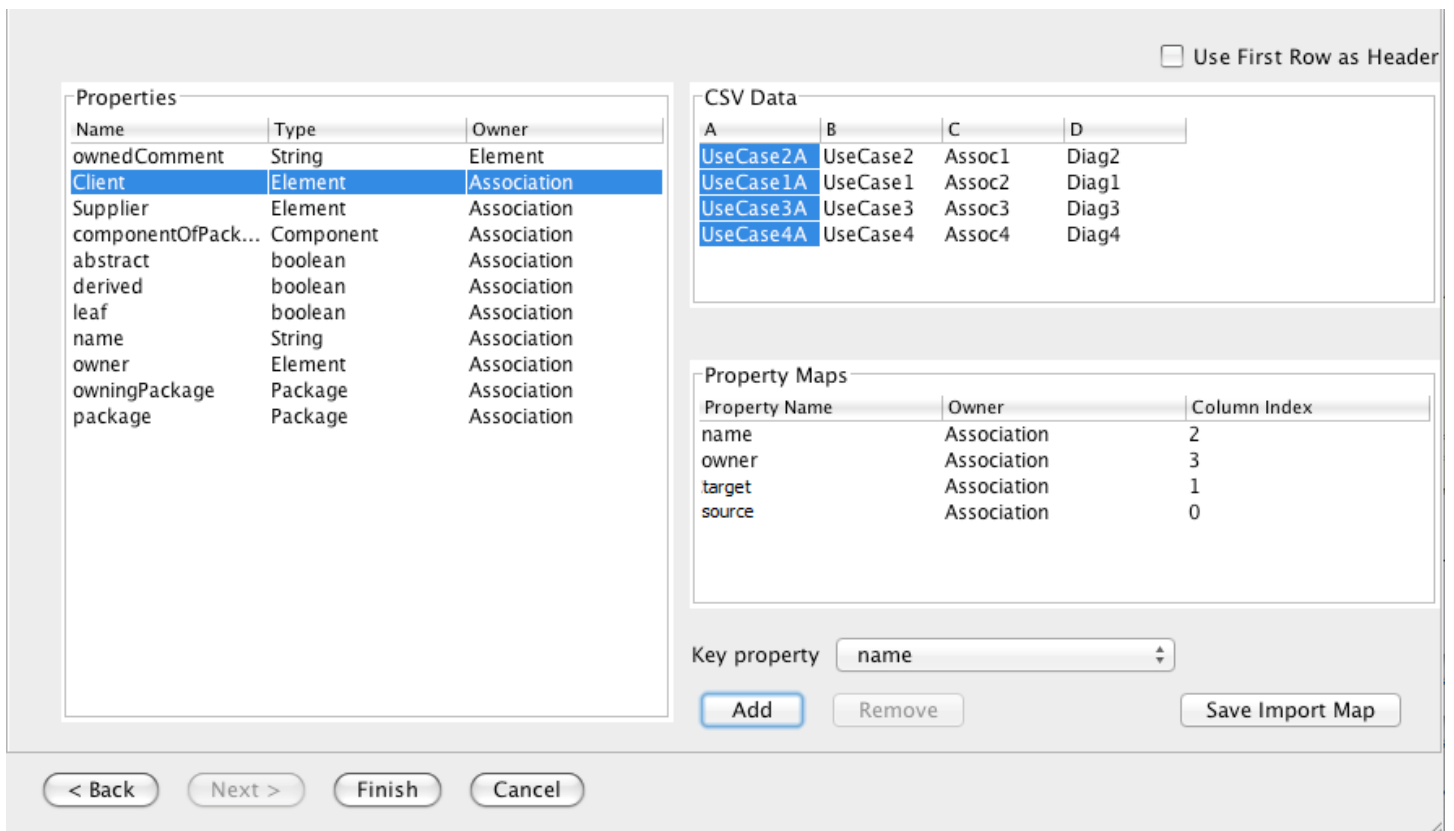 Use First Row as Header
Properties
Name Type Owner
ownedComment String Element
Client Element Association
Supplier Element Association
componentOfPack... Component Association
abstract boolean Association
derived boolean Association
leaf boolean Association
name String Association
owner Element Association
owningPackage Package Association
package Package Association
CSV Data
A B C D
UseCase2A UseCase2 Assoc1 Diag2
UseCase1A UseCase1 Assoc2 Diag1
UseCase3A UseCase3 Assoc3 Diag3
UseCase4A UseCase4 Assoc4 Diag4
Property Maps
Property Name Owner Column Index
name Association 2
owner Association 3
target Association 1
source Association 0
Key property name
Add Remove Save Import Map
< Back Next > Finish Cancel